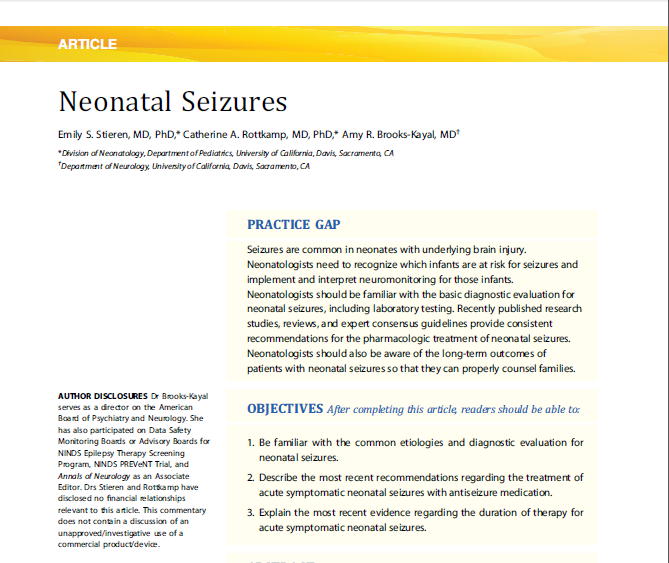 ARTICLE
Neonatal Seizures
Emily S. Stieren, MD, PhD,* Catherine A. Rottkamp, MD, PhD,* Amy R. Brooks-Kayal, MD†
*Division of Neonatology, Department of Pediatrics, University of California, Davis, Sacramento, CA
†Department of Neurology, University of California, Davis, Sacramento, CA
PRACTICE GAP
Seizures are common in neonates with underlying brain injury.
Neonatologists need to recognize which infants are at risk for seizures and
implement and interpret neuromonitoring for those infants.
Neonatologists should be familiar with the basic diagnostic evaluation for
neonatal seizures, including laboratory testing. Recently published research
studies, reviews, and expert consensus guidelines provide consistent
recommendations for the pharmacologic treatment of neonatal seizures.
Neonatologists should also be aware of the long-term outcomes of
patients with neonatal seizures so that they can properly counsel families.
AUTHOR DISCLOSURES Dr Brooks-Kayal
serves as a director on the American
Board of Psychiatry and Neurology. She
has also participated on Data Safety
Monitoring Boards or Advisory Boards for
NINDS Epilepsy Therapy Screening
Program, NINDS PREVeNT Trial, and
Annals of Neurology as an Associate
Editor. Drs Stieren and Rottkamp have
disclosed no financial relationships
relevant to this article. This commentary
does not contain a discussion of an
unapproved/investigative use of a
commercial product/device.
OBJECTIVES After completing this article, readers should be able to:
1. Be familiar with the common etiologies and diagnostic evaluation for
neonatal seizures.
2. Describe the most recent recommendations regarding the treatment of
acute symptomatic neonatal seizures with antiseizure medication.
3. Explain the most recent evidence regarding the duration of therapy for
acute symptomatic neonatal seizures.